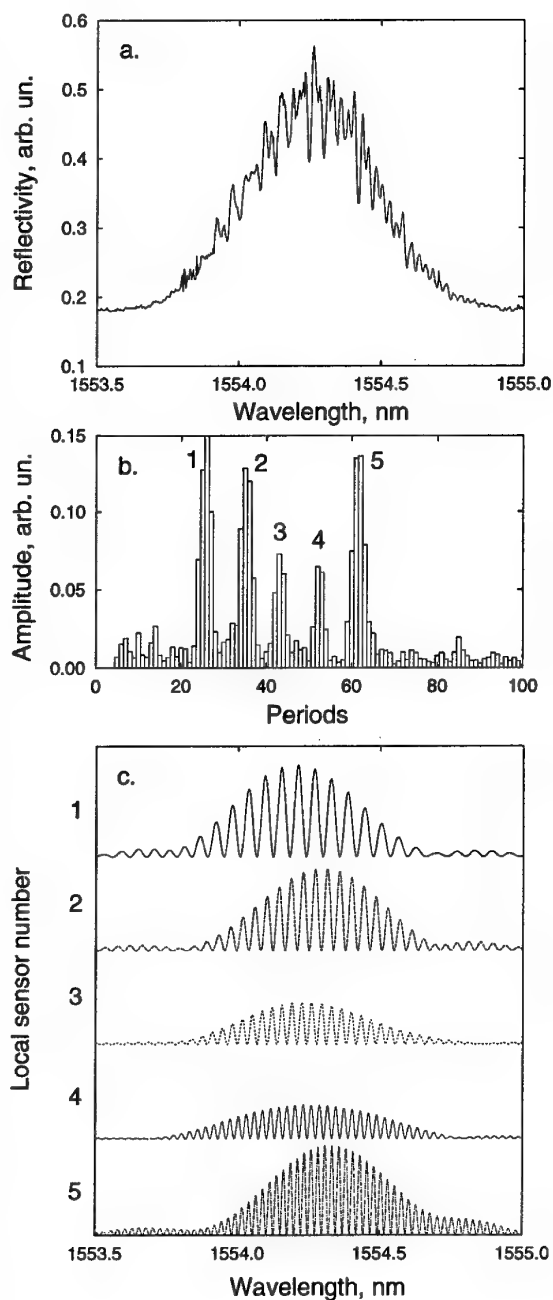 a.
Reflectivity, arb. un.
0.6
0.5
0.4
0.3
0.2
0.1
1553.5 1554.0 1554.5 1555.0
Wavelength, nm
b.
Amplitude, arb. un.
0.15
0.10
0.05
0.00
1 2 3 4 5
0 20 40 60 80 100
Periods
c.
Local sensor number
1
2
3
4
5
1553.5 1554.0 1554.5 1555.0
Wavelength, nm